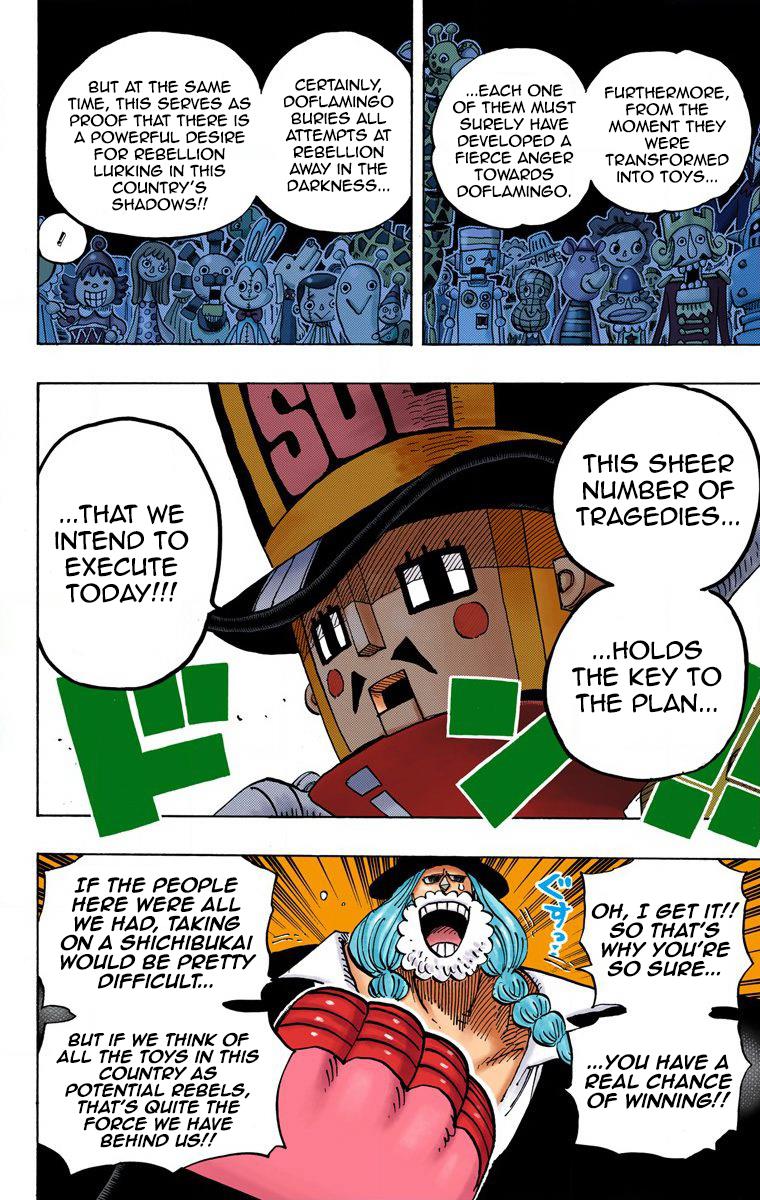 FURTHERMORE,
FROM THE
MOMENT THEY
WERE
TRANSFORMED
INTO TOYS...
...EACH ONE
OF THEM MUST
SURELY HAVE
DEVELOPED A
FIERCE ANGER
TOWARDS
DOFLAMINGO.
CERTAINLY,
DOFLAMINGO
BURIES ALL
ATTEMPTS AT
REBELLION
AWAY IN THE
DARKNESS...
BUT AT THE SAME
TIME, THIS SERVES AS
PROOF THAT THERE IS
A POWERFUL DESIRE
FOR REBELLION
LURKING IN THIS
COUNTRY'S
SHADOWS!!
!
THIS SHEER
NUMBER OF
TRAGEDIES...
SOL
...HOLDS
THE KEY TO
THE PLAN...
...THAT WE
INTEND TO
EXECUTE
TODAY!!!
ドン!!
OH, I GET IT!!
SO THAT'S
WHY YOU'RE
SO SURE...
ぐすっ
...YOU HAVE A
REAL CHANCE
OF WINNING!!
IF THE PEOPLE
HERE WERE ALL
WE HAD, TAKING
ON A SHICHIBUKAI
WOULD BE PRETTY
DIFFICULT...
BUT IF WE THINK OF
ALL THE TOYS IN THIS
COUNTRY AS
POTENTIAL REBELS,
THAT'S QUITE THE
FORCE WE HAVE
BEHIND US!!